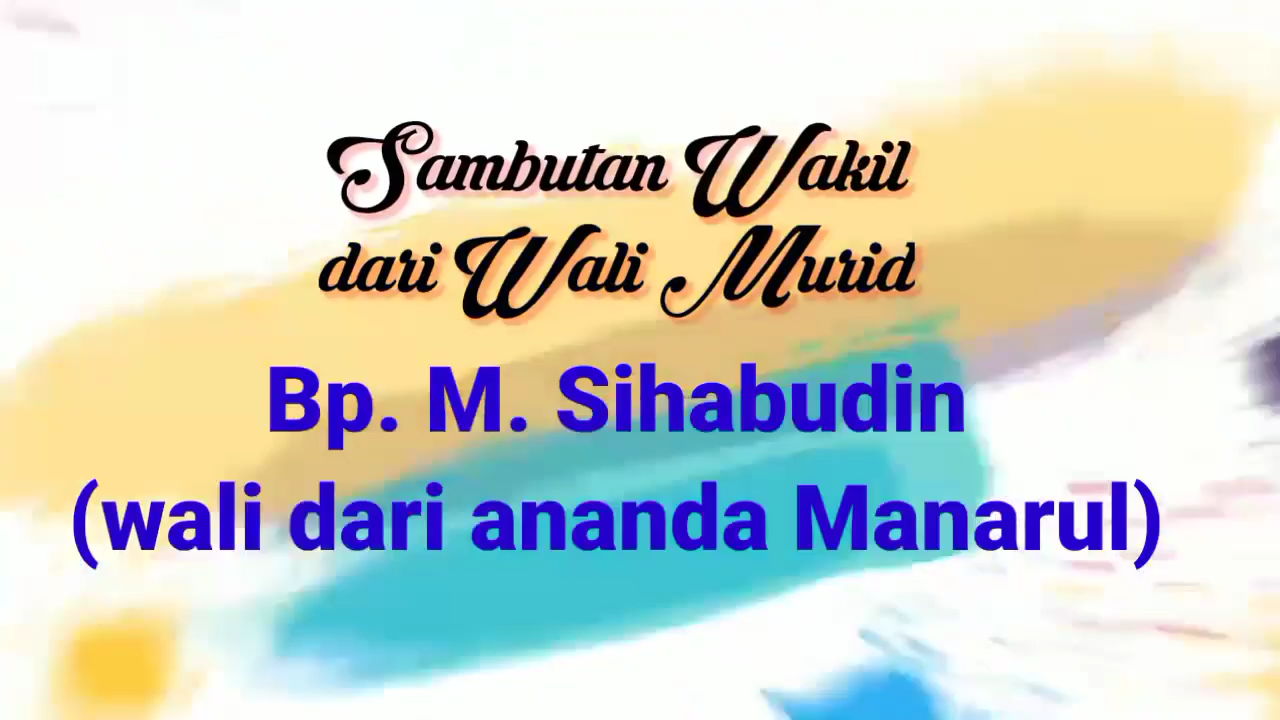 Sambutan Wakil
dari Wali Murid
Bp. M. Sihabudin
(wali dari ananda Manarul)